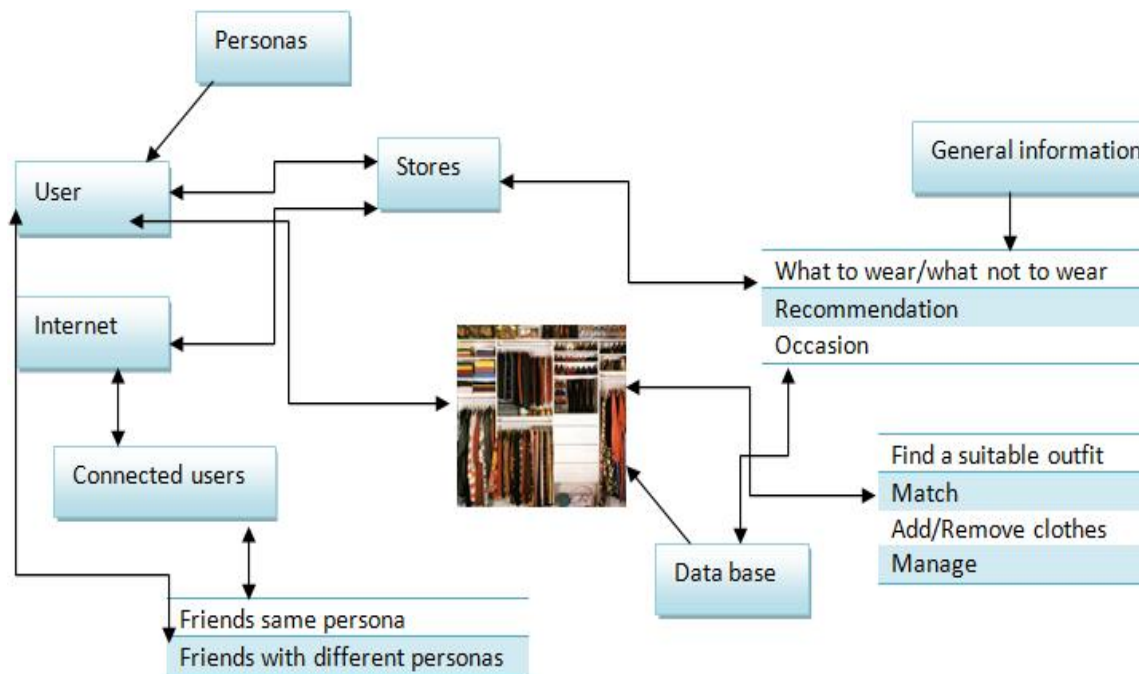 Personas
User
Stores
General information
Internet
What to wear/what not to wear
Recommendation
Occasion
Connected users
Find a suitable outfit
Match
Add/Remove clothes
Manage
Data base
Friends same persona
Friends with different personas